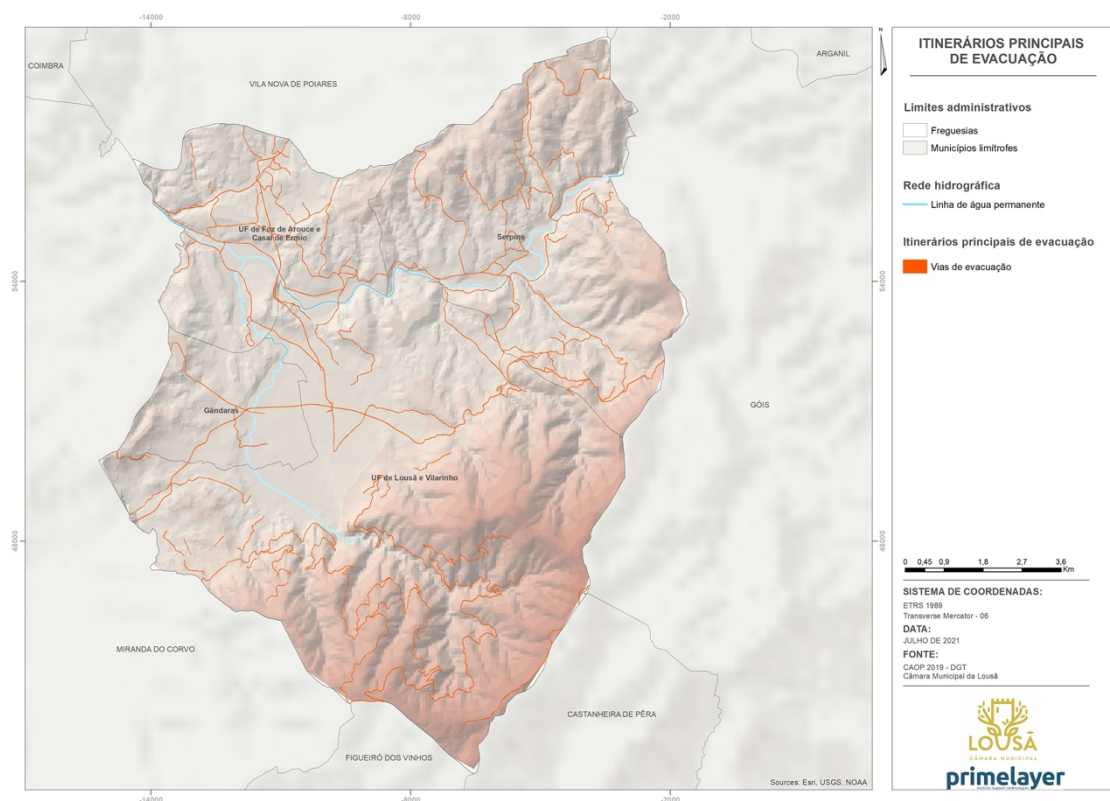 -14000
-8000
-2000
COIMBRA
VILA NOVA DE POIARES
ARGANIL
UF de Foz de Arouce e
Casal de Ermio
Serpins
54000
54000
GÓIS
Gândaras
UF de Lousã e Vilarinho
48000
48000
MIRANDA DO CORVO
CASTANHEIRA DE PÊRA
FIGUEIRÓ DOS VINHOS
Sources: Esri, USGS, NOAA
-14000
-8000
-2000
N
ITINERÁRIOS PRINCIPAIS
DE EVACUAÇÃO
Limites administrativos
Freguesias
Municípios limítrofes
Rede hidrográfica
Linha de água permanente
Itinerários principais de evacuação
Vias de evacuação
0 0,45 0,9 1,8 2,7 3,6
Km
SISTEMA DE COORDENADAS:
ETRS 1989
Transverse Mercator - 06
DATA:
JULHO DE 2021
FONTE:
CAOP 2019 - DGT
Câmara Municipal da Lousã
LOUSÃ
CÂMARA MUNICIPAL
primelayer